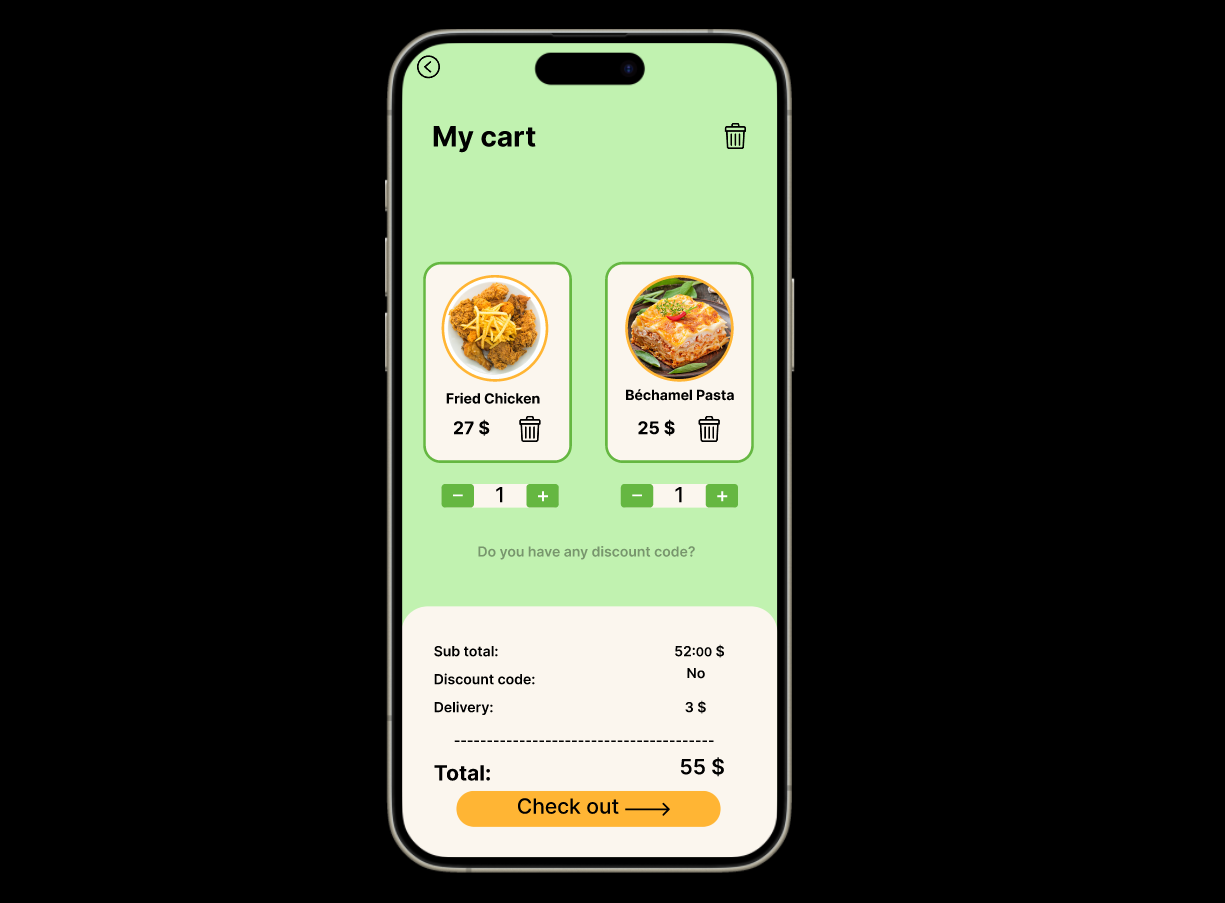 My cart
Fried Chicken
Béchamel Pasta
27 $
25 $
− 1 +
− 1 +
Do you have any discount code?
Sub total: 52:00 $
Discount code: No
Delivery: 3 $
----------------------------------------
Total: 55 $
Check out